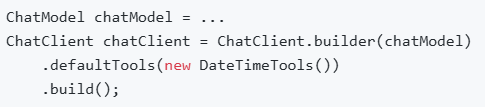 ChatModel chatModel = ...
ChatClient chatClient = ChatClient.builder(chatModel)
    .defaultTools(new DateTimeTools())
    .build();